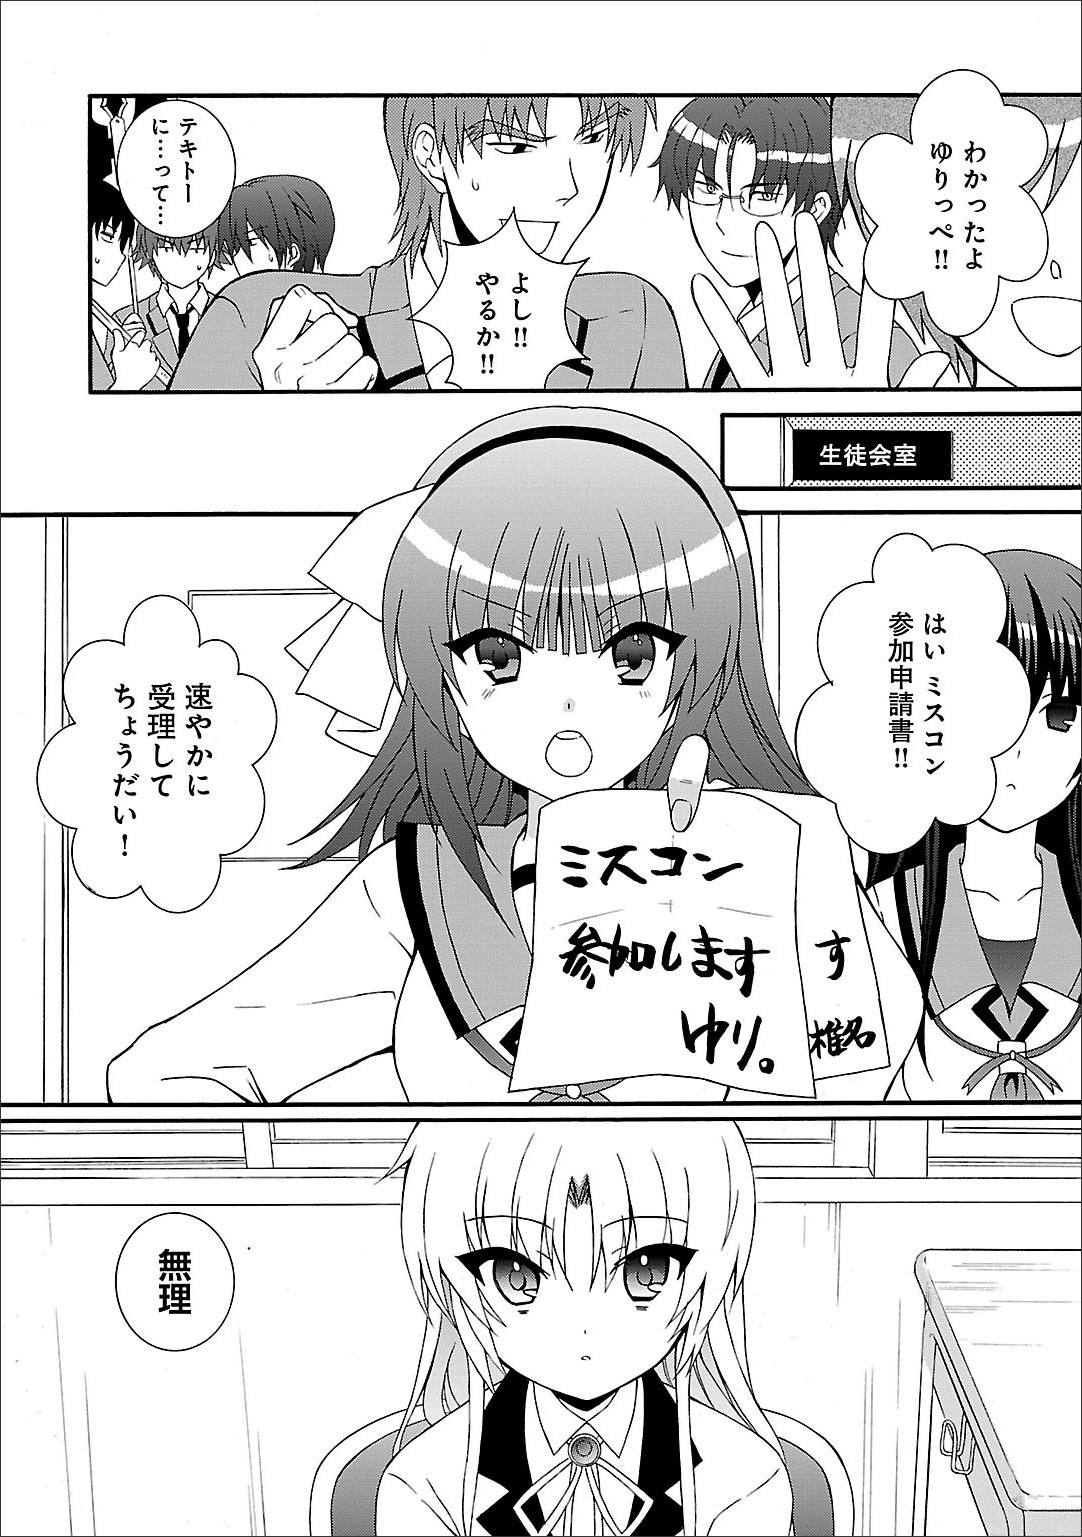 わかったよ
ゆりっぺ!!
よし!!
やるか!!
テキトー
に…って…
生徒会室
はい ミスコン
参加申請書!!
ミスコン
参加します
ゆり。
す
椎名
速やかに
受理して
ちょうだい！
無理